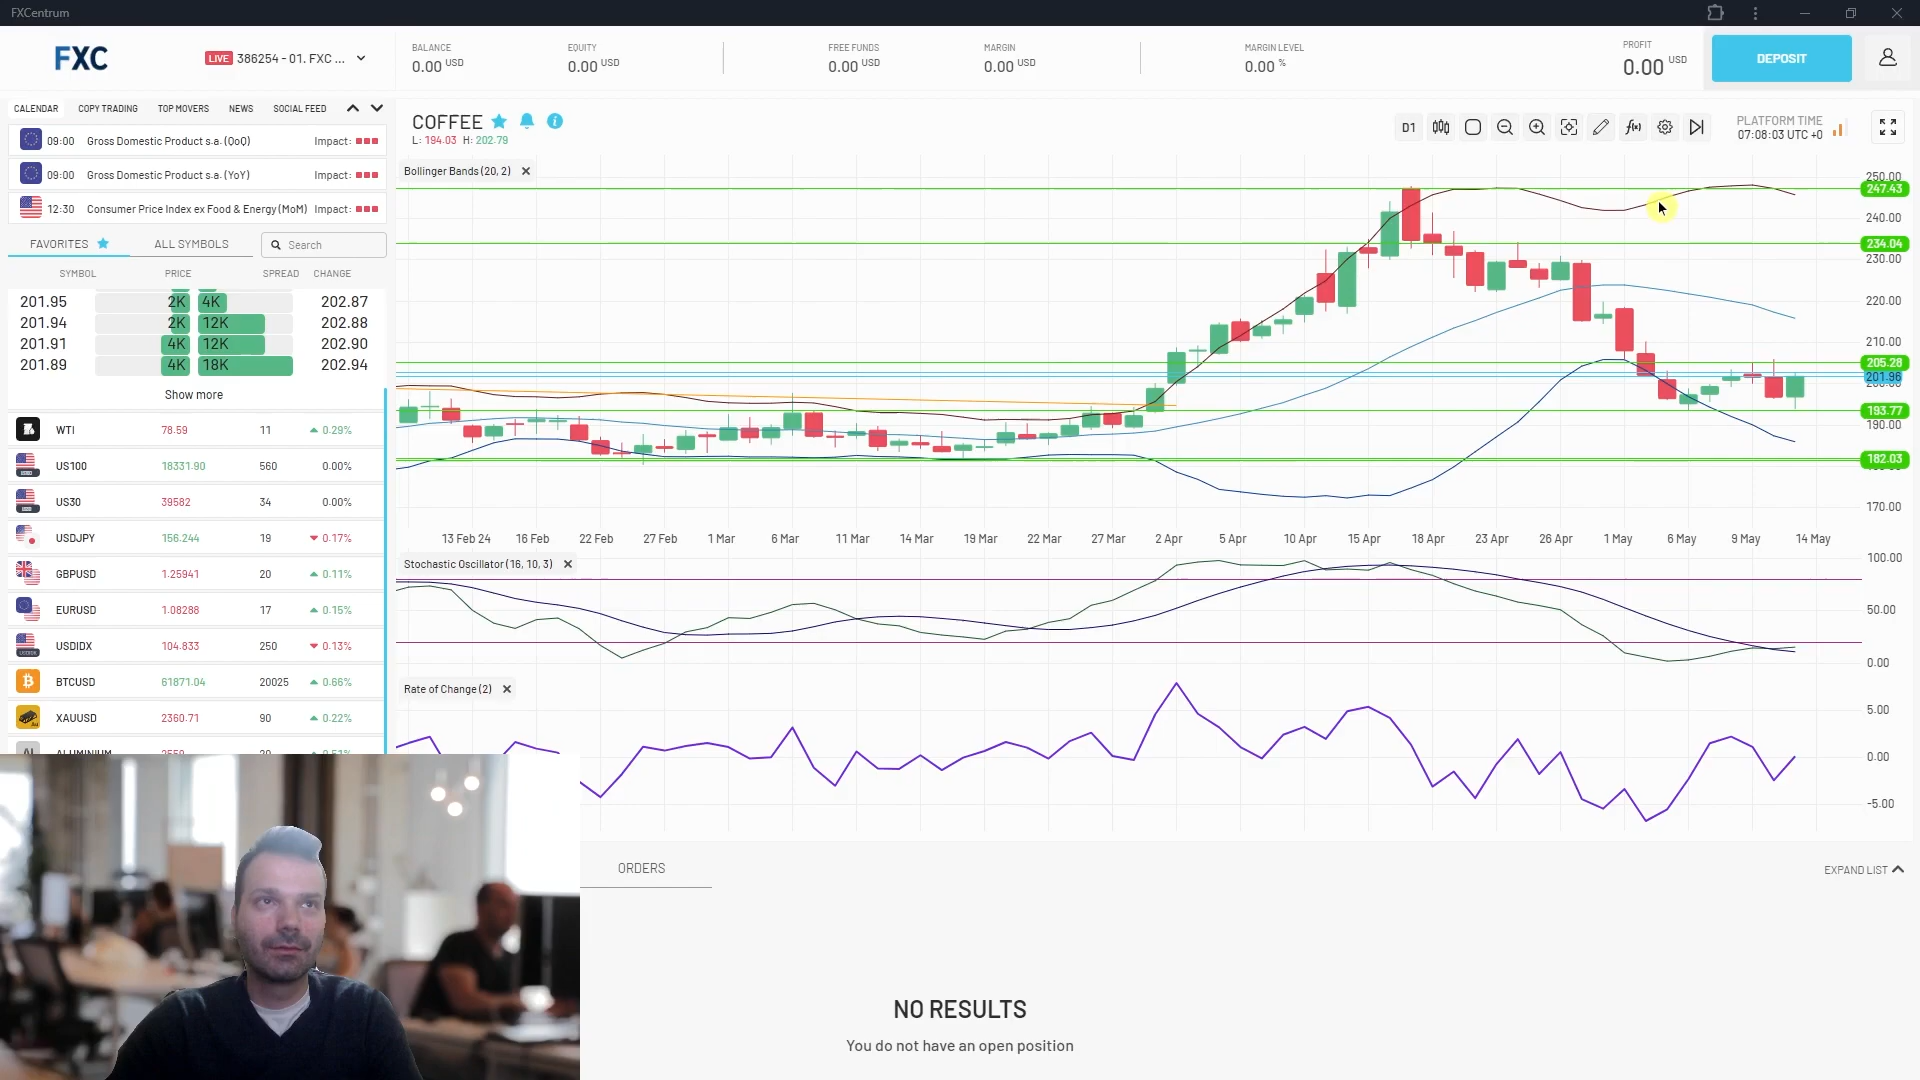 FXCentrum
FXC
LIVE 386254 - 01. FXC ...
BALANCE
0.00 USD
EQUITY
0.00 USD
FREE FUNDS
0.00 USD
MARGIN
0.00 USD
MARGIN LEVEL
0.00 %
PROFIT
0.00 USD
DEPOSIT
CALENDAR COPY TRADING TOP MOVERS NEWS SOCIAL FEED
09:00 Gross Domestic Product s.a. (QoQ) Impact:
09:00 Gross Domestic Product s.a. (YoY) Impact:
12:30 Consumer Price Index ex Food & Energy (MoM) Impact:
FAVORITES ALL SYMBOLS Search
SYMBOL PRICE SPREAD CHANGE
201.95 2K 4K 202.87
201.94 2K 12K 202.88
201.91 4K 12K 202.90
201.89 4K 18K 202.94
Show more
WTI 78.59 11 0.29%
US100 18331.90 560 0.00%
US30 39582 34 0.00%
USDJPY 156.244 19 0.17%
GBPUSD 1.25941 20 0.11%
EURUSD 1.08288 17 0.15%
USDIDX 104.833 250 0.13%
BTCUSD 61871.04 20025 0.66%
XAUUSD 2360.71 90 0.22%
COFFEE
L: 194.03 H: 202.79
D1
f(x)
PLATFORM TIME
07:08:03 UTC +0
Bollinger Bands (20, 2)
250.00
247.43
240.00
234.04
230.00
220.00
210.00
205.28
201.96
193.77
190.00
182.03
170.00
13 Feb 24 16 Feb 22 Feb 27 Feb 1 Mar 6 Mar 11 Mar 14 Mar 19 Mar 22 Mar 27 Mar 2 Apr 5 Apr 10 Apr 15 Apr 18 Apr 23 Apr 26 Apr 1 May 6 May 9 May 14 May
Stochastic Oscillator (16, 10, 3)
100.00
50.00
0.00
Rate of Change (2)
5.00
0.00
-5.00
ORDERS
EXPAND LIST
NO RESULTS
You do not have an open position